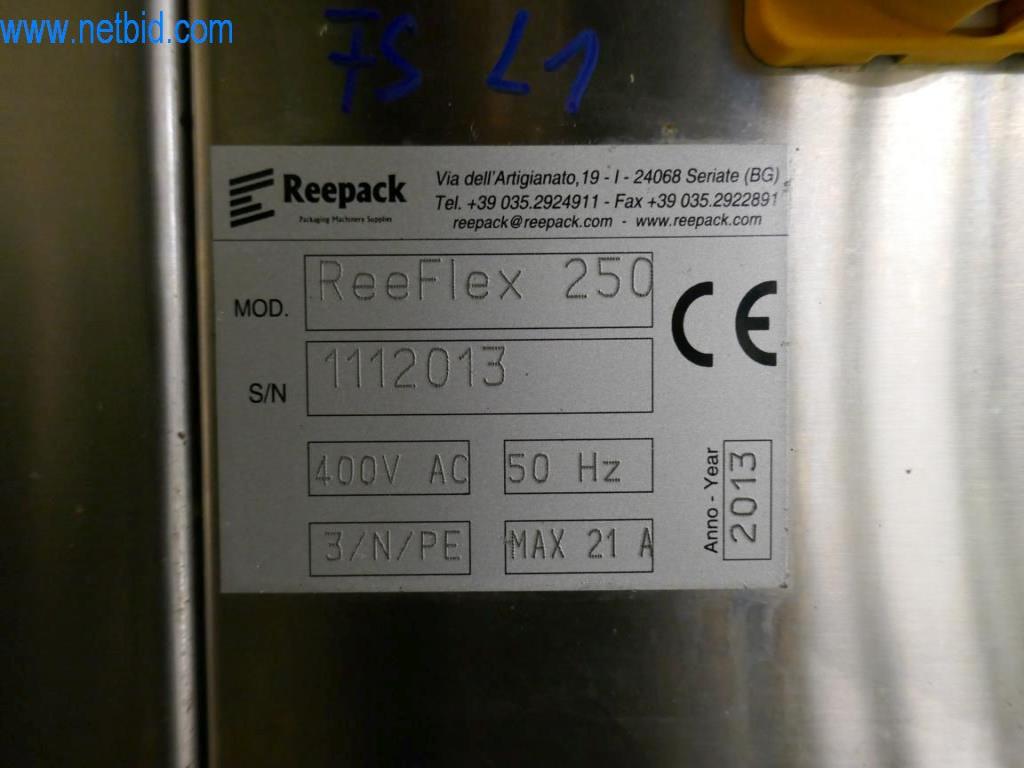 www.netbid.com
FS L1
Reepack
Packaging Machinery Supplies
Via dell'Artigianato,19 - I - 24068 Seriate (BG)
Tel. +39 035.2924911 - Fax +39 035.2922891
reepack@reepack.com - www.reepack.com
MOD. ReeFlex 250
CE
S/N 1112013
400V AC 50 Hz
3/N/PE MAX 21 A
Anno - Year 2013